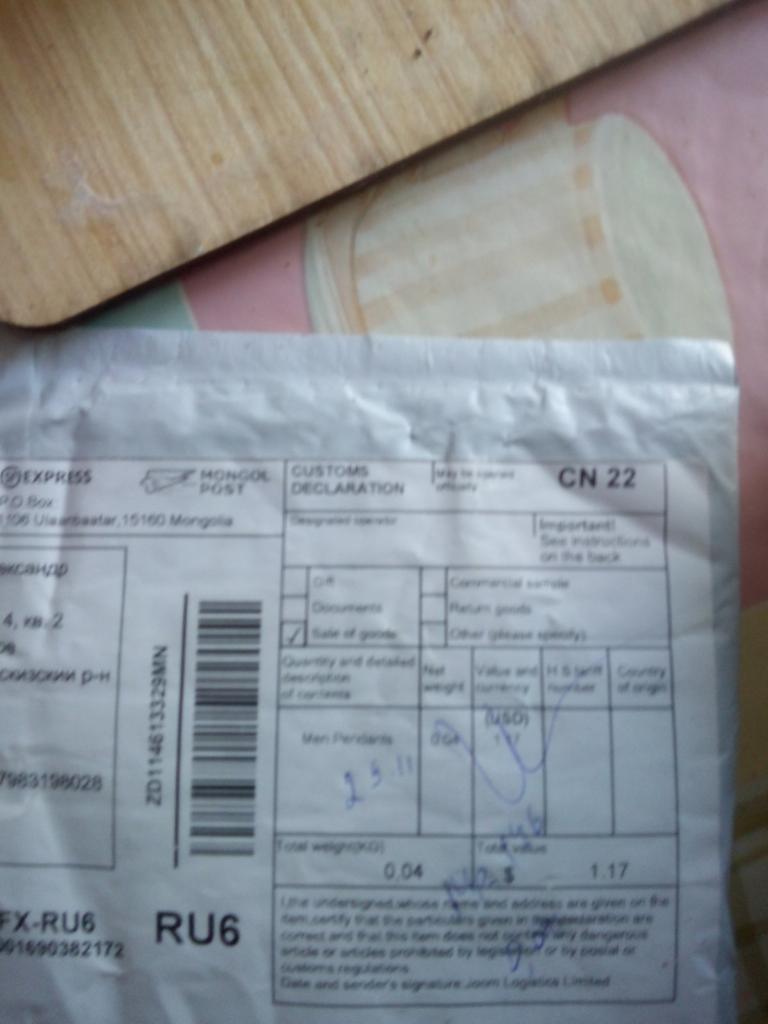 EXPRESS
MONGOL POST
P.O.Box
Ulaanbaatar,15160 Mongolia
4, кв. 2
р-н
7983198028
ZD114613329MN
FX-RU6
RU6
CUSTOMS DECLARATION
May be opened officially
CN 22
Designated operator
Important!
See instructions
on the back
Gift
Commercial sample
Documents
Return goods
✓ Sale of goods
Other (please specify)
Quantity and detailed description of contents
Net weight
Value and currency
H.S tariff number
Country of origin
(USD)
Men Pendants
0.04
1.17
25.11
Total weight(KG)
Total value
0.04
$ 1.17
I,the undersigned,whose name and address are given on the
item,certify that the particulars given in this declaration are
correct and that this item does not contain any dangerous
article or articles prohibited by legislation or by postal or
customs regulations
Date and sender's signature Joom Logistics Limited